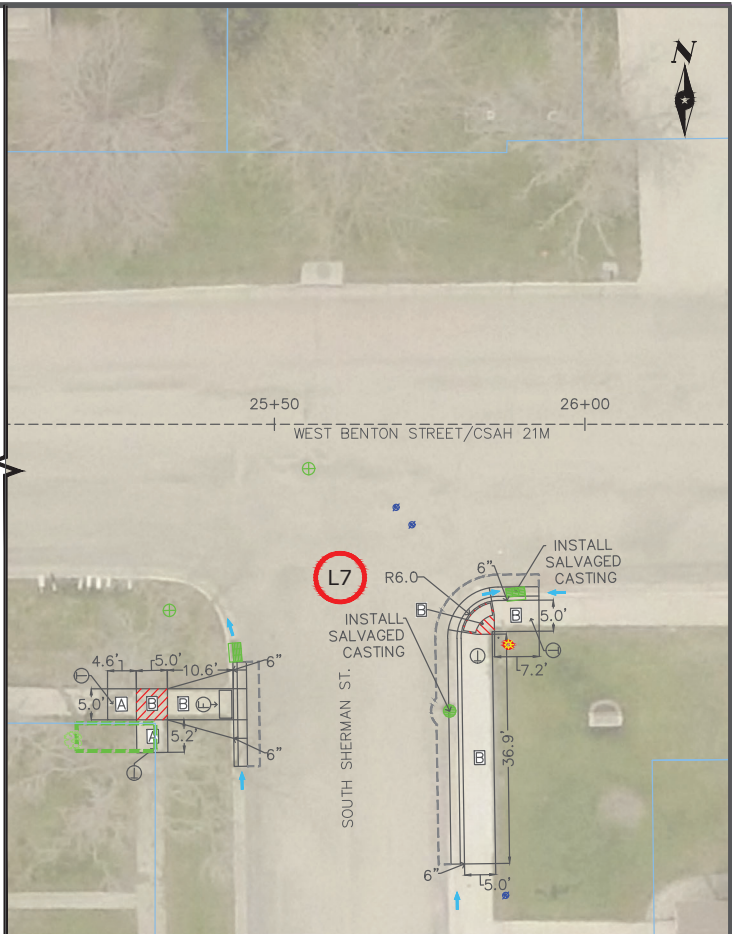 N
25+50
26+00
WEST BENTON STREET/CSAH 21M
L7
INSTALL
SALVAGED
CASTING
6"
R6.0
B
B
5.0'
7.2'
INSTALL
SALVAGED
CASTING
4.6'
5.0'
10.6'
6"
5.0'
A
B
B
F
A
5.2'
6"
SOUTH SHERMAN ST.
B
36.9'
6"
5.0'